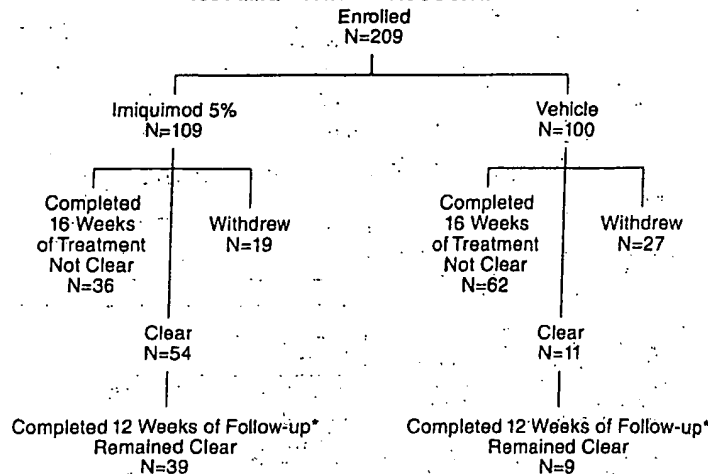 Enrolled
N=209
Imiquimod 5%
N=109
Vehicle
N=100
Completed
16 Weeks
of Treatment
Not Clear
N=36
Withdrew
N=19
Completed
16 Weeks
of Treatment
Not Clear
N=62
Withdrew
N=27
Clear
N=54
Clear
N=11
Completed 12 Weeks of Follow-up*
Remained Clear
N=39
Completed 12 Weeks of Follow-up*
Remained Clear
N=9